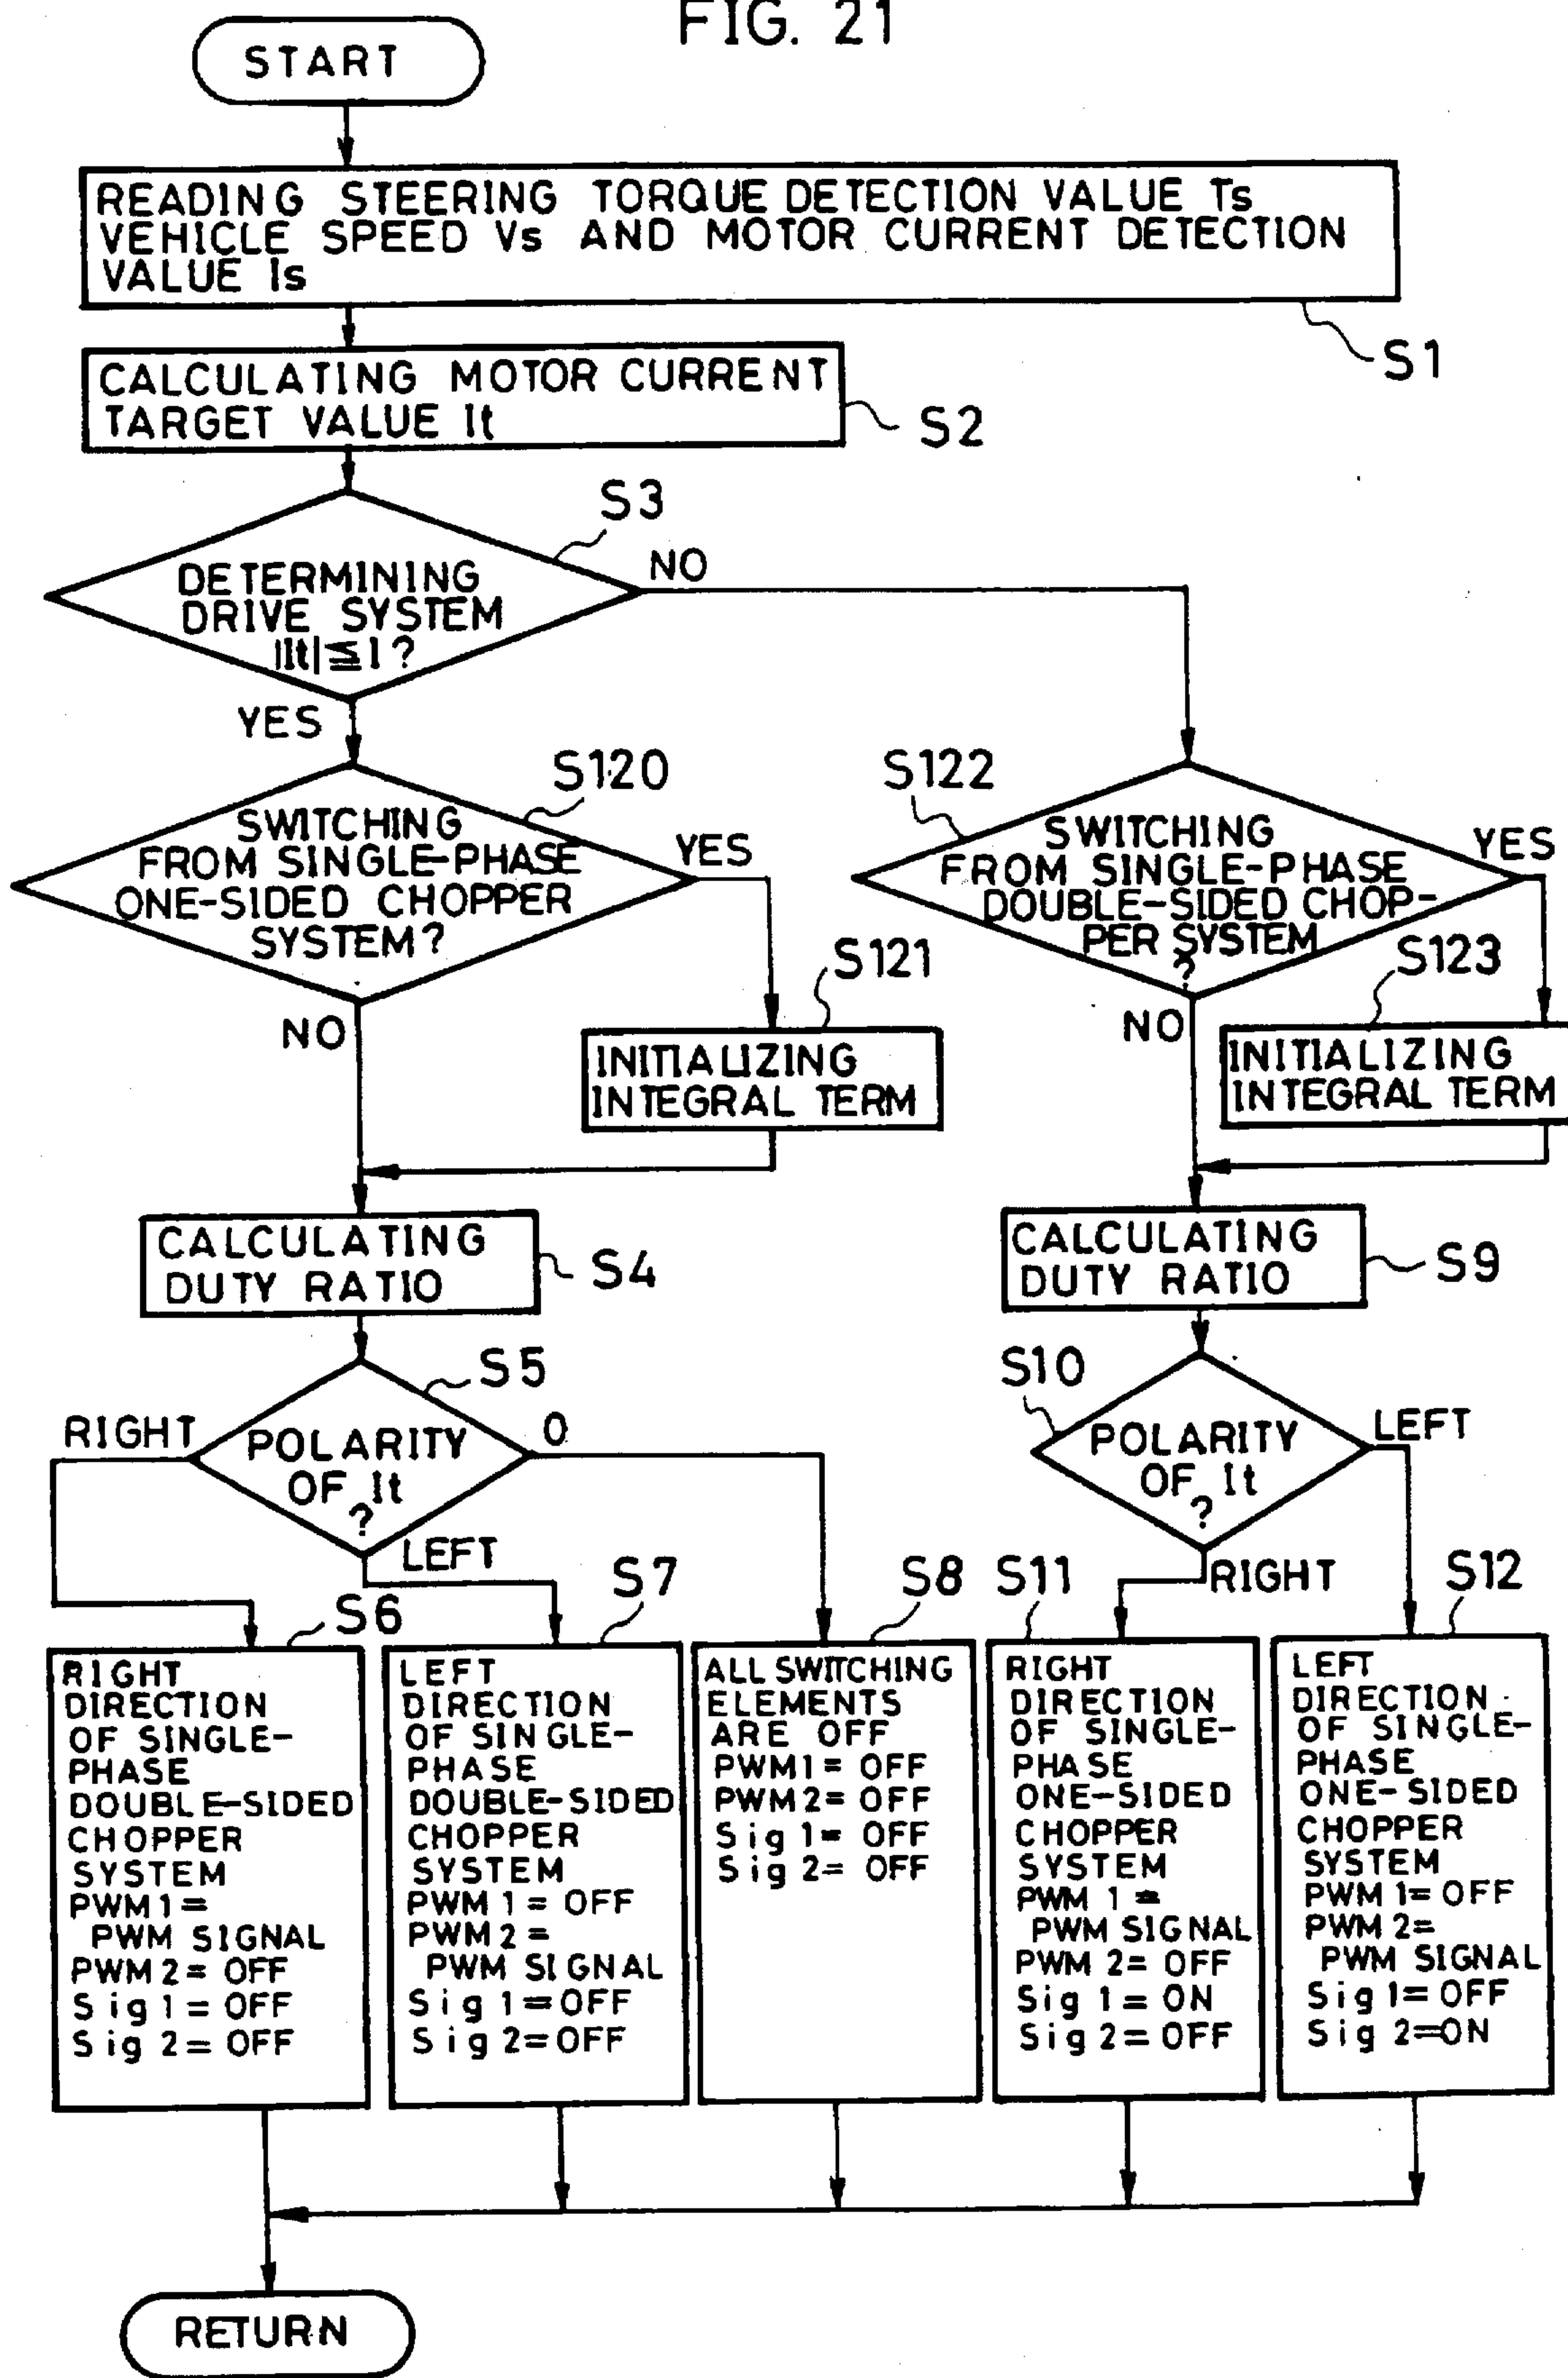 FIG. 21
START
READING STEERING TORQUE DETECTION VALUE Ts
VEHICLE SPEED Vs AND MOTOR CURRENT DETECTION
VALUE Is
S1
CALCULATING MOTOR CURRENT
TARGET VALUE It
S2
S3
DETERMINING
DRIVE SYSTEM
|It|≦I?
NO
YES
S120
SWITCHING
FROM SINGLE-PHASE
ONE-SIDED CHOPPER
SYSTEM?
YES
NO
S121
INITIALIZING
INTEGRAL TERM
S122
SWITCHING
FROM SINGLE-PHASE
DOUBLE-SIDED CHOP-
PER SYSTEM
?
YES
NO
S123
INITIALIZING
INTEGRAL TERM
CALCULATING
DUTY RATIO
S4
CALCULATING
DUTY RATIO
S9
S5
POLARITY
OF It
?
RIGHT
0
LEFT
S10
POLARITY
OF It
?
LEFT
RIGHT
S6
RIGHT
DIRECTION
OF SINGLE-
PHASE
DOUBLE-SIDED
CHOPPER
SYSTEM
PWM1=
PWM SIGNAL
PWM2= OFF
Sig 1= OFF
Sig 2= OFF
S7
LEFT
DIRECTION
OF SINGLE-
PHASE
DOUBLE-SIDED
CHOPPER
SYSTEM
PWM 1= OFF
PWM 2=
PWM SIGNAL
Sig 1=OFF
Sig 2=OFF
S8
ALL SWITCHING
ELEMENTS
ARE OFF
PWM1= OFF
PWM2= OFF
Sig 1= OFF
Sig 2= OFF
S11
RIGHT
DIRECTION
OF SINGLE-
PHASE
ONE-SIDED
CHOPPER
SYSTEM
PWM 1=
PWM SIGNAL
PWM 2= OFF
Sig 1= ON
Sig 2= OFF
S12
LEFT
DIRECTION
OF SINGLE-
PHASE
ONE-SIDED
CHOPPER
SYSTEM
PWM 1= OFF
PWM 2=
PWM SIGNAL
Sig 1= OFF
Sig 2=ON
RETURN